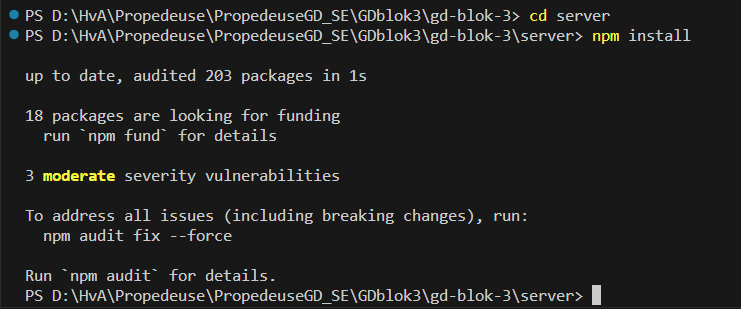 PS D:\HvA\Propedeuse\PropedeuseGD_SE\GDblok3\gd-blok-3> cd server
PS D:\HvA\Propedeuse\PropedeuseGD_SE\GDblok3\gd-blok-3\server> npm install
up to date, audited 203 packages in 1s
18 packages are looking for funding
  run `npm fund` for details
3 moderate severity vulnerabilities
To address all issues (including breaking changes), run:
  npm audit fix --force
Run `npm audit` for details.
PS D:\HvA\Propedeuse\PropedeuseGD_SE\GDblok3\gd-blok-3\server>